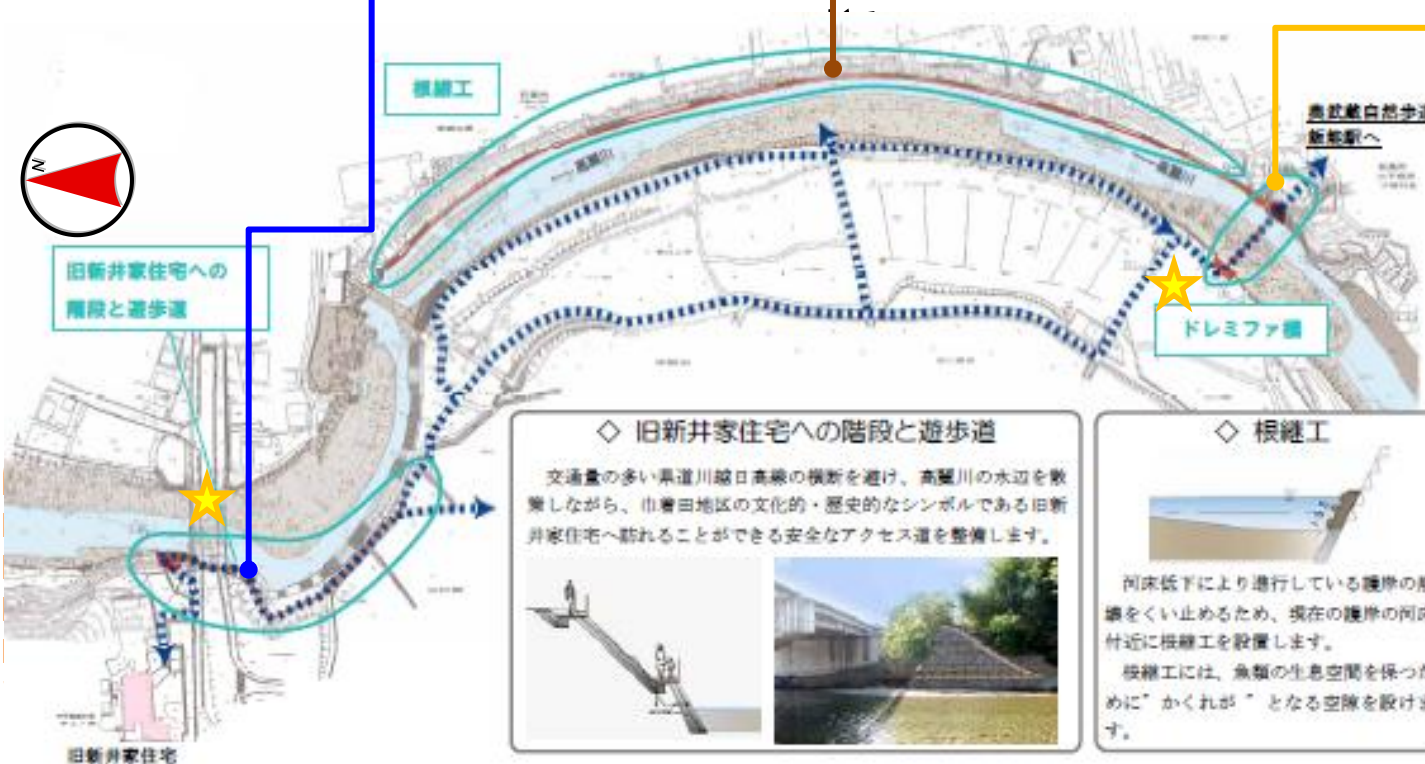 根継工
奥武蔵自然歩道
飯能駅へ
N
高麗川
高麗川
旧新井家住宅への
階段と遊歩道
ドレミファ橋
◇ 旧新井家住宅への階段と遊歩道
交通量の多い県道川越日高線の横断を避け、高麗川の水辺を散
策しながら、巾着田地区の文化的・歴史的なシンボルである旧新
井家住宅へ訪れることができる安全なアクセス道を整備します。
◇ 根継工
河床低下により進行している護岸の崩
壊をくい止めるため、現在の護岸の河床
付近に根継工を設置します。
根継工には、魚類の生息空間を保つた
めに"かくれが"となる空隙を設けま
す。
旧新井家住宅